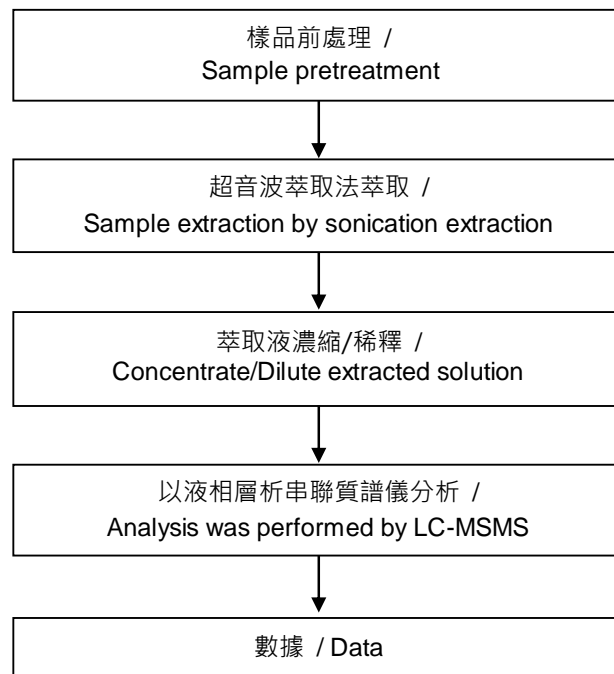 樣品前處理 /
Sample pretreatment
超音波萃取法萃取 /
Sample extraction by sonication extraction
萃取液濃縮/稀釋 /
Concentrate/Dilute extracted solution
以液相層析串聯質譜儀分析 /
Analysis was performed by LC-MSMS
數據 / Data